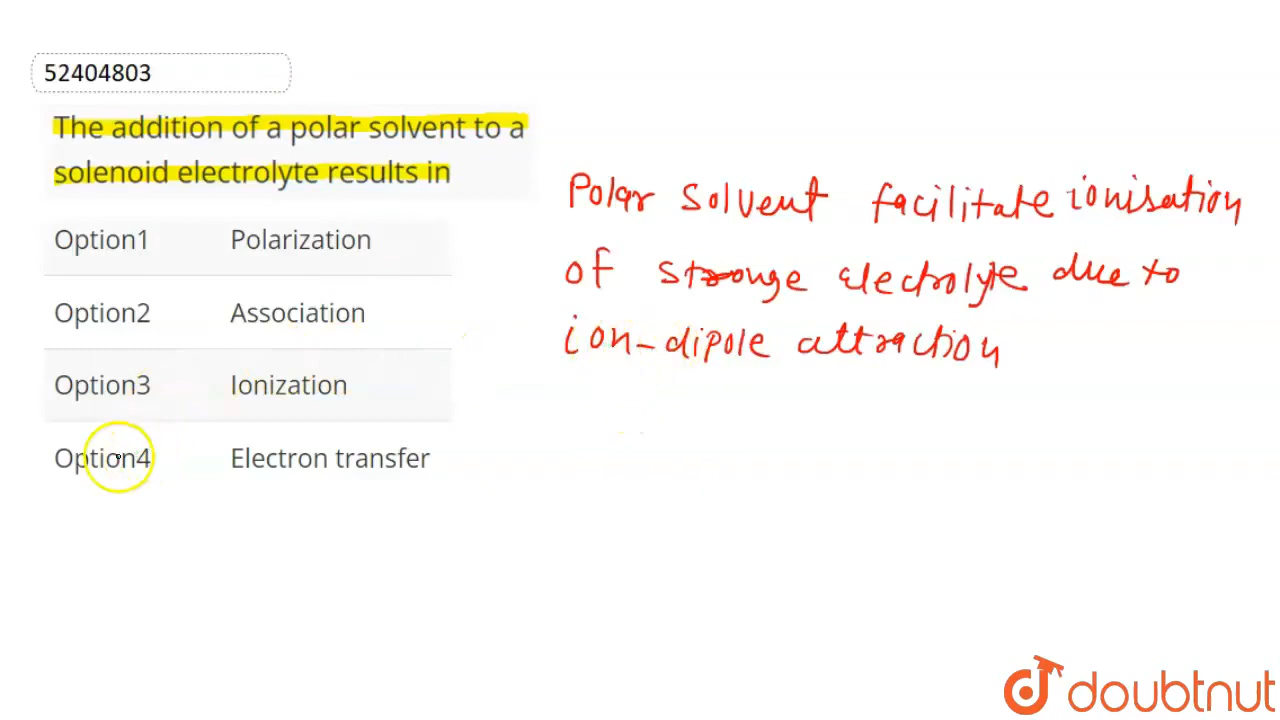 52404803
The addition of a polar solvent to a
solenoid electrolyte results in
Option1 Polarization
Option2 Association
Option3 Ionization
Option4 Electron transfer
Polar Solvent facilitate ionisation
of stronge electrolyte due to
ion-dipole attraction
doubtnut